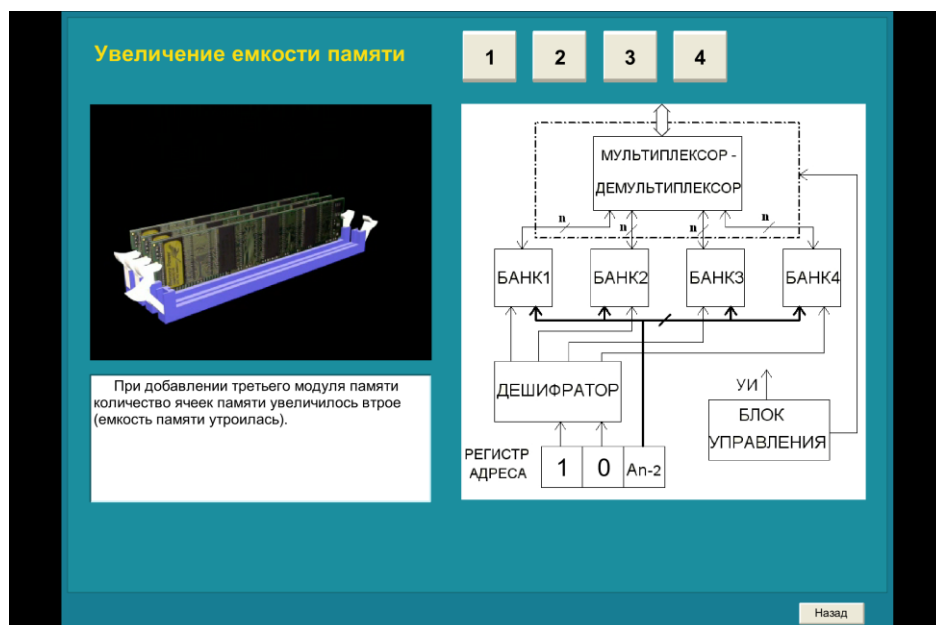 Увеличение емкости памяти
1 2 3 4
При добавлении третьего модуля памяти
количество ячеек памяти увеличилось втрое
(емкость памяти утроилась).
МУЛЬТИПЛЕКСОР -
ДЕМУЛЬТИПЛЕКСОР
n n n n
БАНК1 БАНК2 БАНК3 БАНК4
ДЕШИФРАТОР
УИ
БЛОК
УПРАВЛЕНИЯ
РЕГИСТР
АДРЕСА
1 0 An-2
Назад